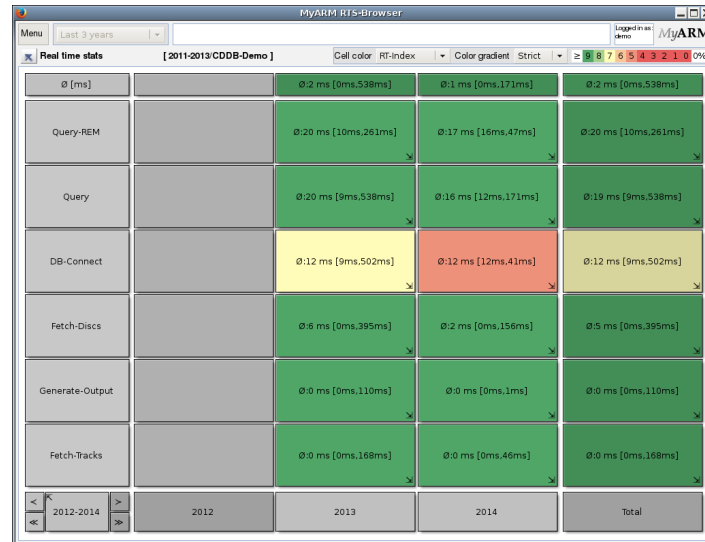 MyARM RTS-Browser
Menu Last 3 years Logged in as: demo MyARM
Real time stats [ 2011-2013/CDDB-Demo ] Cell color RT-Index Color gradient Strict ≥ 9 8 7 6 5 4 3 2 1 0 0%
Ø [ms] Ø:2 ms [0ms,538ms] Ø:1 ms [0ms,171ms] Ø:2 ms [0ms,538ms]
Query-REM Ø:20 ms [10ms,261ms] Ø:17 ms [16ms,47ms] Ø:20 ms [10ms,261ms]
Query Ø:20 ms [9ms,538ms] Ø:16 ms [12ms,171ms] Ø:19 ms [9ms,538ms]
DB-Connect Ø:12 ms [9ms,502ms] Ø:12 ms [12ms,41ms] Ø:12 ms [9ms,502ms]
Fetch-Discs Ø:6 ms [0ms,395ms] Ø:2 ms [0ms,156ms] Ø:5 ms [0ms,395ms]
Generate-Output Ø:0 ms [0ms,110ms] Ø:0 ms [0ms,1ms] Ø:0 ms [0ms,110ms]
Fetch-Tracks Ø:0 ms [0ms,168ms] Ø:0 ms [0ms,46ms] Ø:0 ms [0ms,168ms]
< 2012-2014 > 2012 2013 2014 Total
≪ ≫